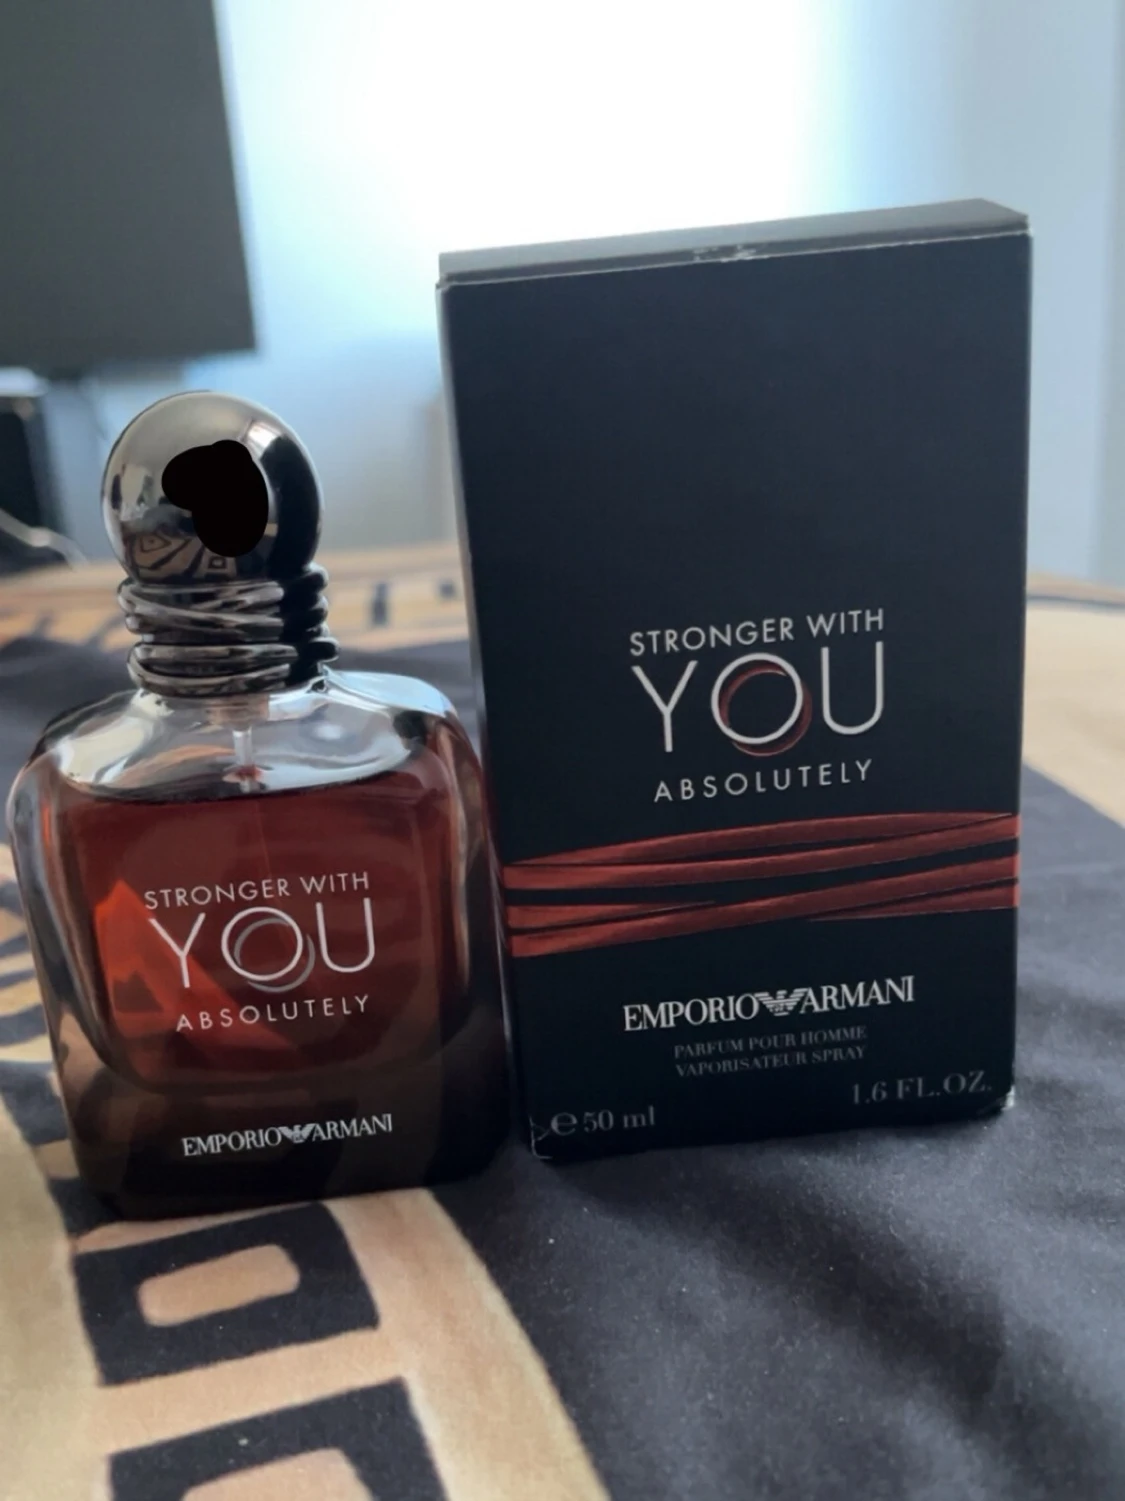 STRONGER WITH
YOU
ABSOLUTELY
EMPORIO ARMANI
STRONGER WITH
YOU
ABSOLUTELY
EMPORIO ARMANI
PARFUM POUR HOMME
VAPORISATEUR SPRAY
℮ 50 ml
1.6 FL.OZ.